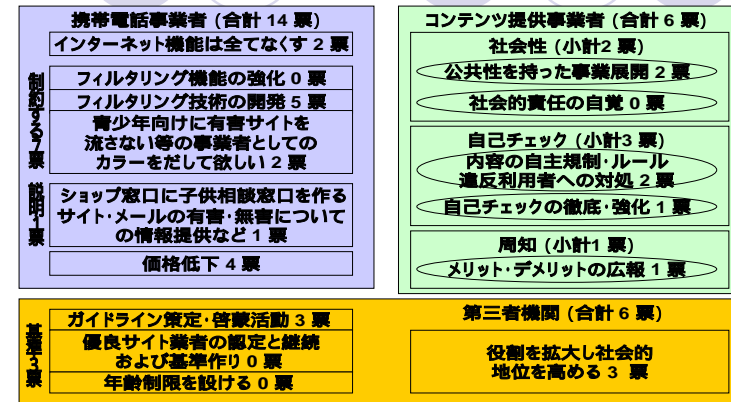 携帯電話事業者 (合計 14 票)
インターネット機能は全てなくす 2 票
制約する7票
フィルタリング機能の強化 0 票
フィルタリング技術の開発 5 票
青少年向けに有害サイトを
流さない等の事業者としての
カラーをだして欲しい 2 票
説明1票
ショップ窓口に子供相談窓口を作る
サイト・メールの有害・無害について
の情報提供など 1 票
価格低下 4 票
コンテンツ提供事業者 (合計 6 票)
社会性 (小計2 票)
公共性を持った事業展開 2 票
社会的責任の自覚 0 票
自己チェック (小計3 票)
内容の自主規制・ルール
違反利用者への対処 2 票
自己チェックの徹底・強化 1 票
周知 (小計1 票)
メリット・デメリットの広報 1 票
基準3票
ガイドライン策定・啓蒙活動 3 票
優良サイト業者の認定と継続
および基準作り 0 票
年齢制限を設ける 0 票
第三者機関 (合計 6 票)
役割を拡大し社会的
地位を高める 3 票